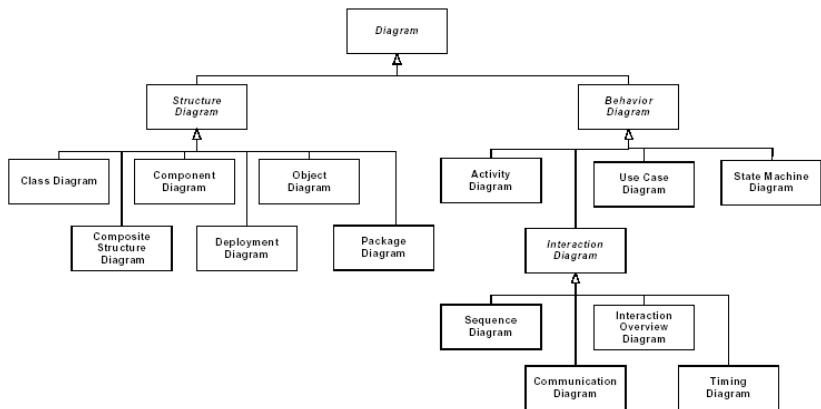 Diagram
Structure
Diagram
Behavior
Diagram
Class Diagram
Component
Diagram
Object
Diagram
Activity
Diagram
Use Case
Diagram
State Machine
Diagram
Composite
Structure
Diagram
Deployment
Diagram
Package
Diagram
Interaction
Diagram
Sequence
Diagram
Interaction
Overview
Diagram
Communication
Diagram
Timing
Diagram